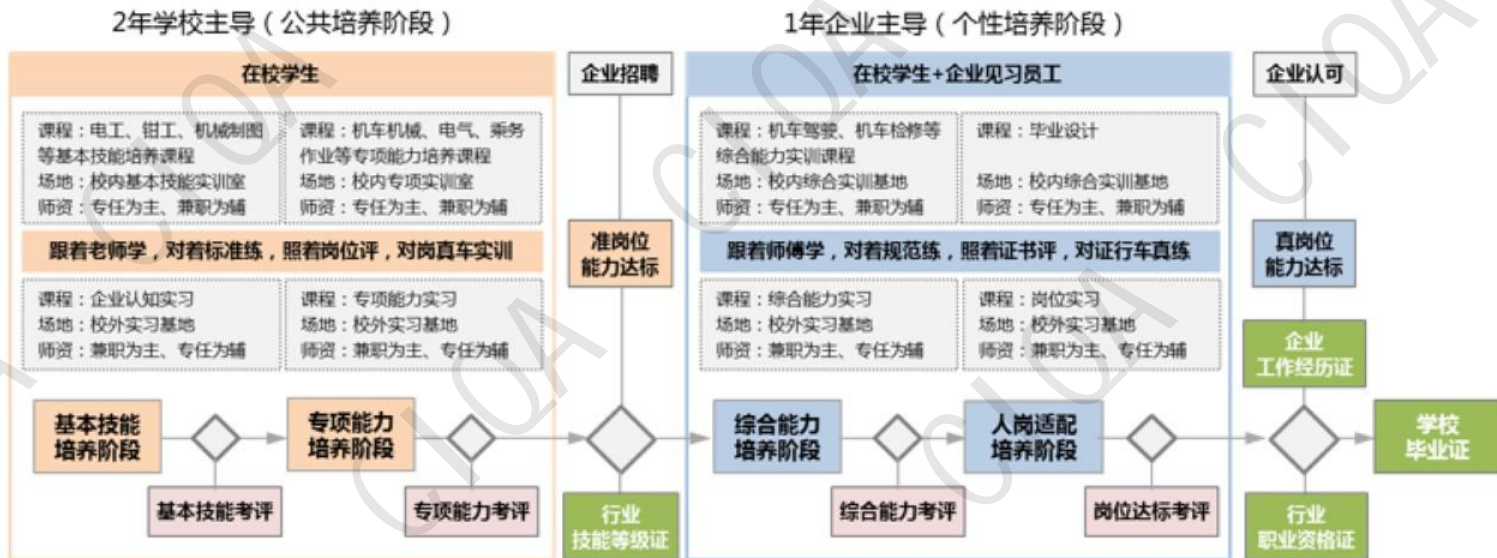 2年学校主导（公共培养阶段）
1年企业主导（个性培养阶段）
在校学生
企业招聘
在校学生+企业见习员工
企业认可
课程：电工、钳工、机械制图
等基本技能培养课程
场地：校内基本技能实训室
师资：专任为主、兼职为辅
课程：机车机械、电气、乘务
作业等专项能力培养课程
场地：校内专项实训室
师资：专任为主、兼职为辅
课程：机车驾驶、机车检修等
综合能力实训课程
场地：校内综合实训基地
师资：专任为主、兼职为辅
课程：毕业设计
场地：校内综合实训基地
师资：专任为主、兼职为辅
跟着老师学，对着标准练，照着岗位评，对岗真车实训
准岗位
能力达标
跟着师傅学，对着规范练，照着证书评，对证行车真练
真岗位
能力达标
课程：企业认知实习
场地：校外实习基地
师资：兼职为主、专任为辅
课程：专项能力实习
场地：校外实习基地
师资：兼职为主、专任为辅
课程：综合能力实习
场地：校外实习基地
师资：兼职为主、专任为辅
课程：岗位实习
场地：校外实习基地
师资：兼职为主、专任为辅
企业
工作经历证
基本技能
培养阶段
专项能力
培养阶段
综合能力
培养阶段
人岗适配
培养阶段
学校
毕业证
基本技能考评
专项能力考评
行业
技能等级证
综合能力考评
岗位达标考评
行业
职业资格证
CIQA
CIQA
CIQA
CIQA
CIQA